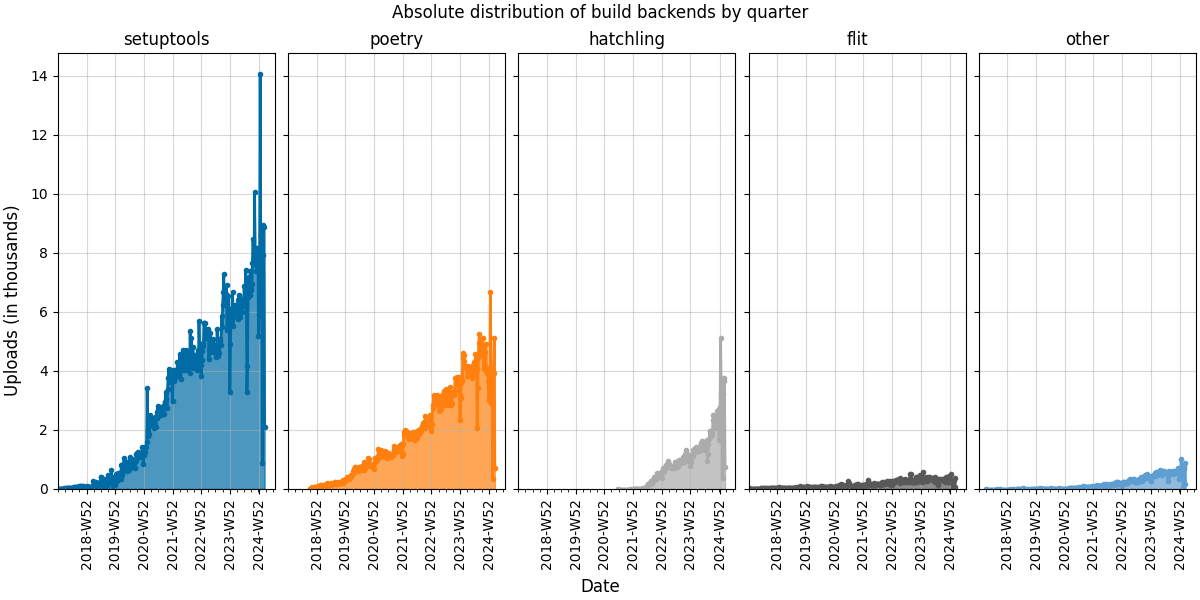 Absolute distribution of build backends by quarter
setuptools poetry hatchling flit other
Uploads (in thousands)
14
12
10
8
6
4
2
0
2018-W52 2019-W52 2020-W52 2021-W52 2022-W52 2023-W52 2024-W52
2018-W52 2019-W52 2020-W52 2021-W52 2022-W52 2023-W52 2024-W52
2018-W52 2019-W52 2020-W52 2021-W52 2022-W52 2023-W52 2024-W52
2018-W52 2019-W52 2020-W52 2021-W52 2022-W52 2023-W52 2024-W52
2018-W52 2019-W52 2020-W52 2021-W52 2022-W52 2023-W52 2024-W52
Date